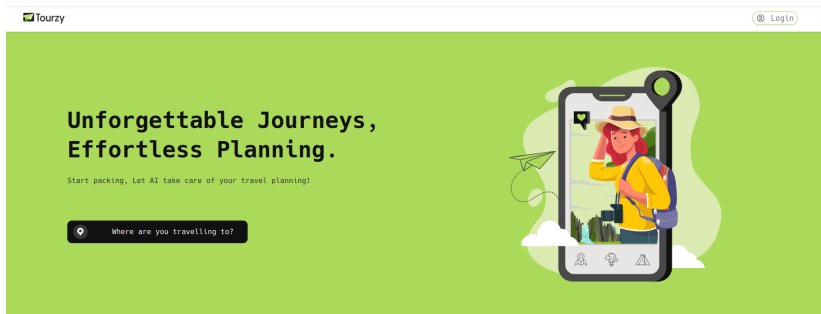 Tourzy
Login
Unforgettable Journeys,
Effortless Planning.
Start packing, Let AI take care of your travel planning!
Where are you travelling to?